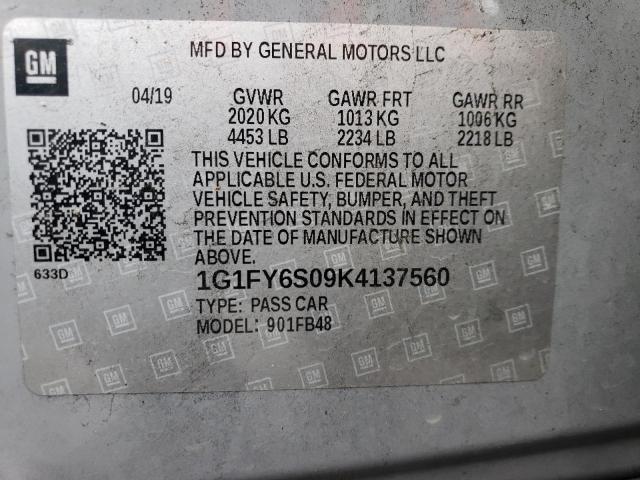 GM
MFD BY GENERAL MOTORS LLC
04/19 GVWR GAWR FRT GAWR RR
2020 KG 1013 KG 1006 KG
4453 LB 2234 LB 2218 LB
THIS VEHICLE CONFORMS TO ALL
APPLICABLE U.S. FEDERAL MOTOR
VEHICLE SAFETY, BUMPER, AND THEFT
PREVENTION STANDARDS IN EFFECT ON
THE DATE OF MANUFACTURE SHOWN
ABOVE.
633D
1G1FY6S09K4137560
TYPE: PASS CAR
MODEL: 901FB48